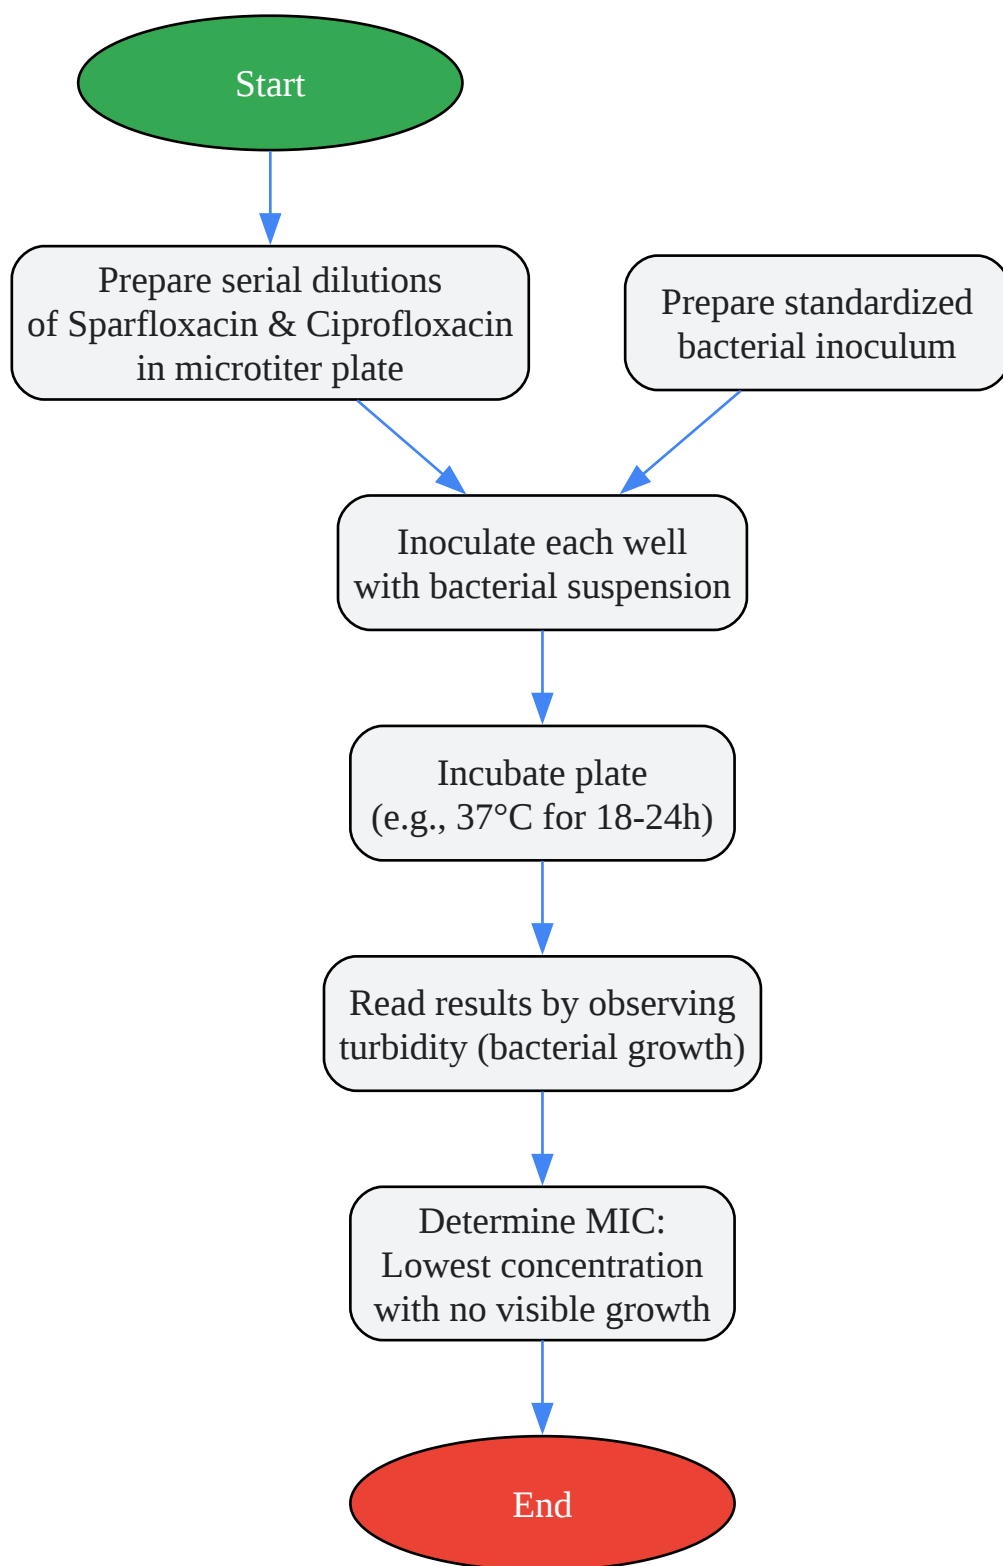 Start
Prepare serial dilutions
of Sparfloxacin & Ciprofloxacin
in microtiter plate
Prepare standardized
bacterial inoculum
Inoculate each well
with bacterial suspension
Incubate plate
(e.g., 37°C for 18-24h)
Read results by observing
turbidity (bacterial growth)
Determine MIC:
Lowest concentration
with no visible growth
End